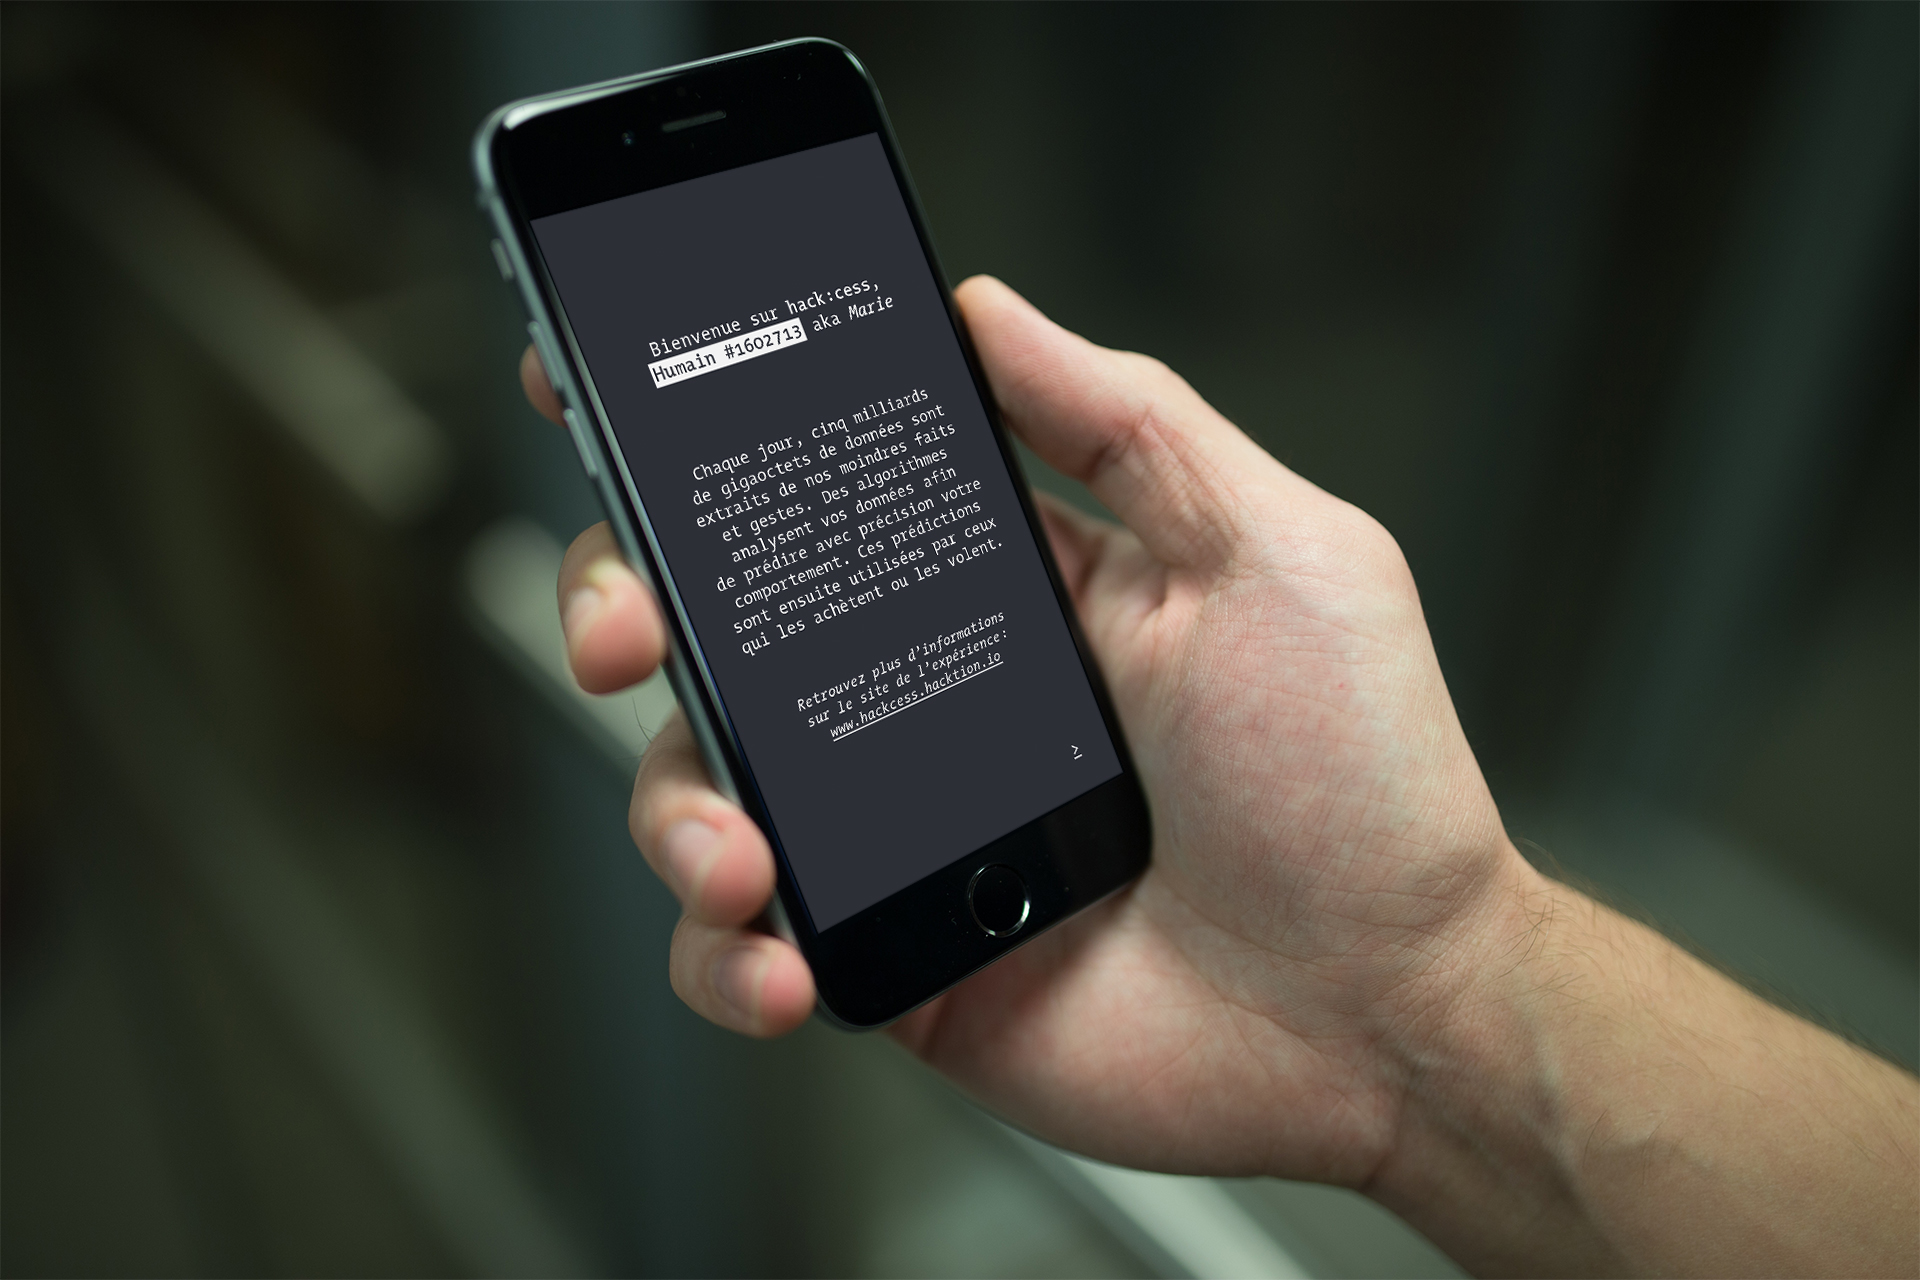 Bienvenue sur hack:cess,
Humain #1602713 aka Marie
Chaque jour, cinq milliards
de gigaoctets de données sont
extraits de nos moindres faits
et gestes. Des algorithmes
analysent vos données afin
de prédire avec précision votre
comportement. Ces prédictions
sont ensuite utilisées par ceux
qui les achètent ou les volent.
Retrouvez plus d'informations
sur le site de l'expérience:
www.hackcess.hacktion.io
>